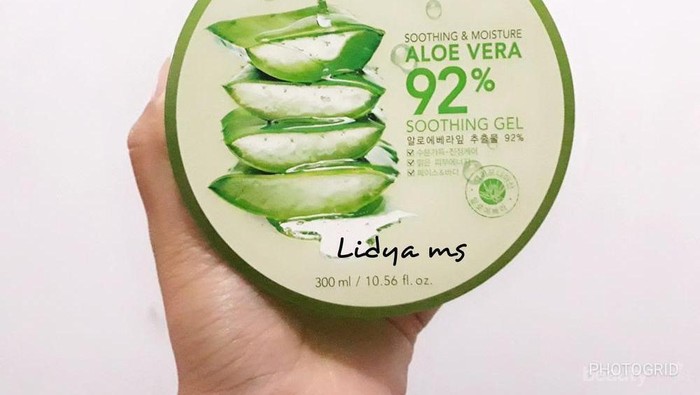 SOOTHING & MOISTURE
ALOE VERA
92%
SOOTHING GEL
알로에베라잎 추출물 92%
Lidya ms
300 ml / 10.56 fl. oz.
PHOTOGRID
beauty